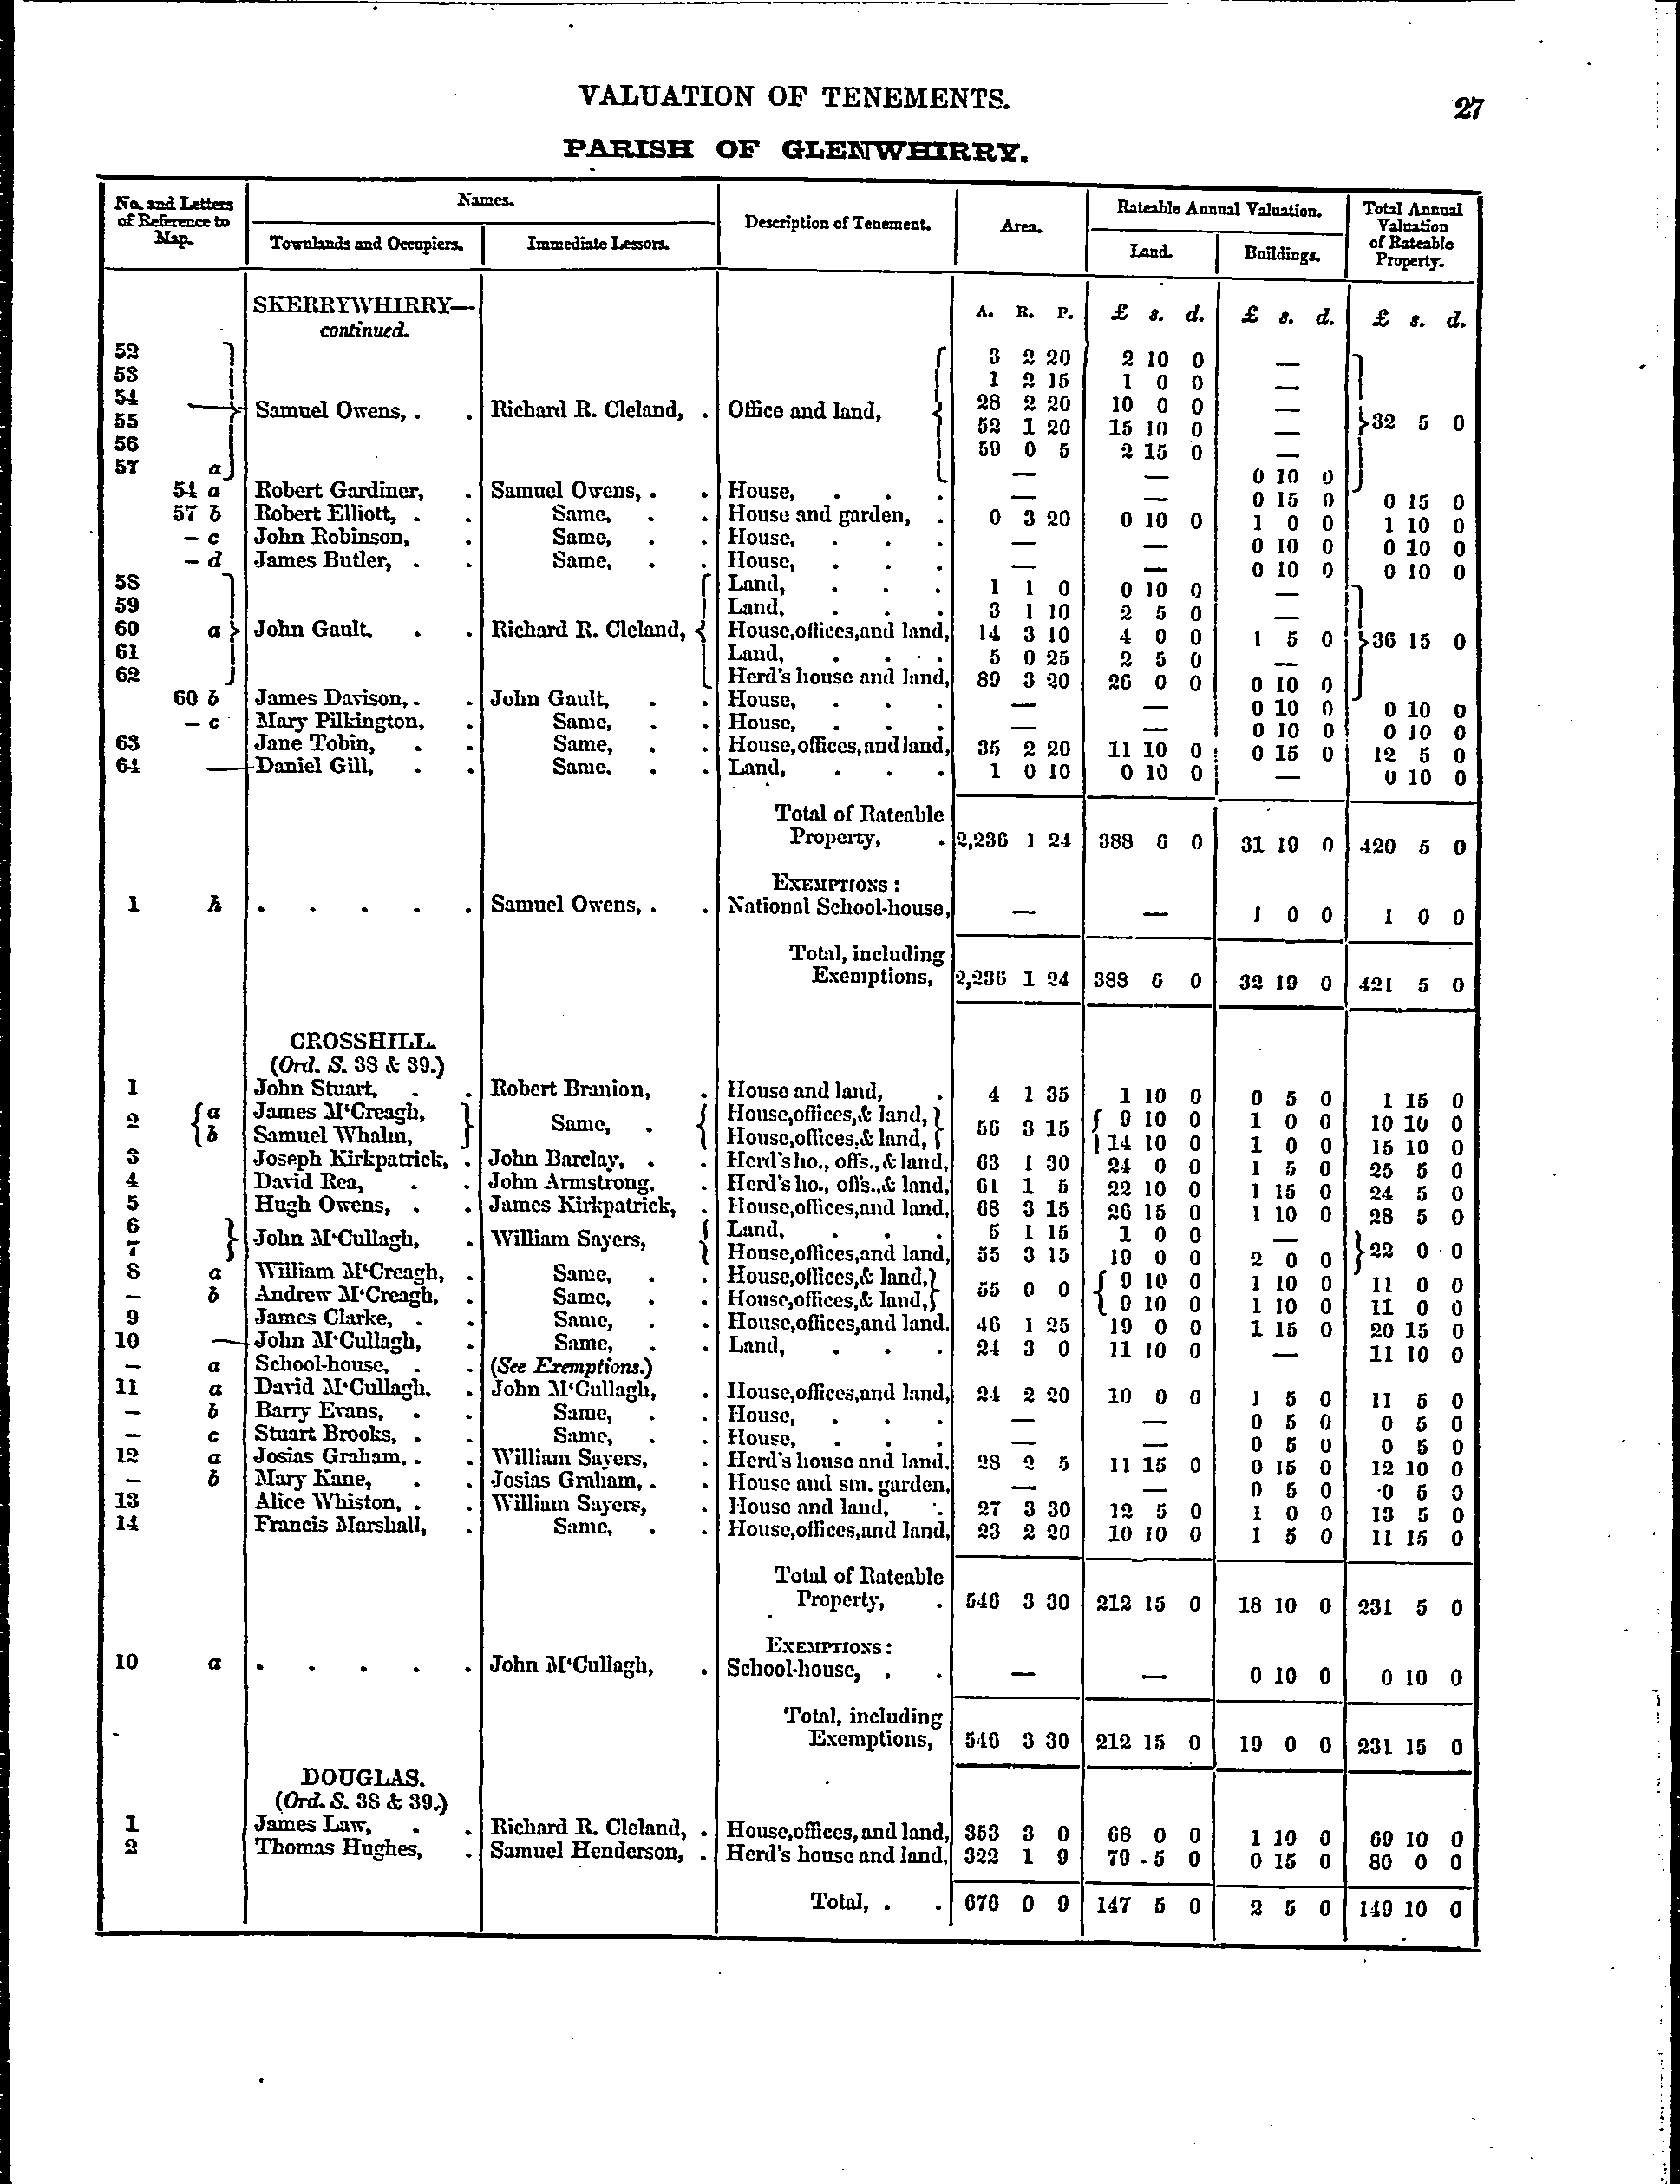 VALUATION OF TENEMENTS. 27
PARISH OF GLENWHIRRY.
No. and Letters of Reference to Map. | Names. | Description of Tenement. | Area. | Rateable Annual Valuation. | Total Annual Valuation of Rateable Property.
Townlands and Occupiers. | Immediate Lessors. | Land. | Buildings.
SKERRYWHIRRY— A. R. P. £ s. d. £ s. d. £ s. d.
continued.
52 3 2 20 2 10 0 —
53 1 2 15 1 0 0 —
54 28 2 20 10 0 0 —
— Samuel Owens, . . Richard R. Cleland, . Office and land, 32 5 0
55 52 1 20 15 10 0 —
56 59 0 5 2 15 0 —
57 a — — 0 10 0
54 a Robert Gardiner, . Samuel Owens, . . House, . . . — — 0 15 0 0 15 0
57 b Robert Elliott, . . Same, . . House and garden, . 0 3 20 0 10 0 1 0 0 1 10 0
– c John Robinson, . Same, . . House, . . . — — 0 10 0 0 10 0
– d James Butler, . . Same, . . House, . . . — — 0 10 0 0 10 0
58 Land, . . . 1 1 0 0 10 0 —
59 Land, . . . 3 1 10 2 5 0 —
60 a John Gault, . . Richard R. Cleland, House, offices, and land, 14 3 10 4 0 0 1 5 0 36 15 0
61 Land, . . . 5 0 25 2 5 0 —
62 Herd's house and land, 89 3 20 26 0 0 0 10 0
60 b James Davison, . . John Gault, . . House, . . . — — 0 10 0 0 10 0
– c Mary Pilkington, . Same, . . House, . . . — — 0 10 0 0 10 0
63 Jane Tobin, . . Same, . . House, offices, and land, 35 2 20 11 10 0 0 15 0 12 5 0
64 — Daniel Gill, . . Same. . . Land, . . . 1 0 10 0 10 0 — 0 10 0
Total of Rateable
Property, . 2,236 1 24 388 6 0 31 19 0 420 5 0
EXEMPTIONS:
1 h . . . . . Samuel Owens, . . National School-house, — — 1 0 0 1 0 0
Total, including
Exemptions, 2,236 1 24 388 6 0 32 19 0 421 5 0
CROSSHILL.
(Ord. S. 38 & 39.)
1 John Stuart, . . Robert Branion, . House and land, . 4 1 35 1 10 0 0 5 0 1 15 0
2 a James M‘Creagh, House, offices, & land, 9 10 0 1 0 0 10 10 0
Same, . 56 3 15
b Samuel Whalin, House, offices, & land, 14 10 0 1 0 0 15 10 0
3 Joseph Kirkpatrick, . John Barclay, . . Herd's ho., offs., & land, 63 1 30 24 0 0 1 5 0 25 5 0
4 David Rea, . . John Armstrong, . Herd's ho., offs., & land, 61 1 5 22 10 0 1 15 0 24 5 0
5 Hugh Owens, . . James Kirkpatrick, . House, offices, and land, 68 3 15 26 15 0 1 10 0 28 5 0
6 Land, . . . 5 1 15 1 0 0 —
John M‘Cullagh, . William Sayers, 22 0 0
7 House, offices, and land, 55 3 15 19 0 0 2 0 0
8 a William M‘Creagh, . Same, . . House, offices, & land, 9 10 0 1 10 0 11 0 0
55 0 0
– b Andrew M‘Creagh, . Same, . . House, offices, & land, 9 10 0 1 10 0 11 0 0
9 James Clarke, . . Same, . . House, offices, and land, 46 1 25 19 0 0 1 15 0 20 15 0
10 — John M‘Cullagh, . Same, . . Land, . . . 24 3 0 11 10 0 — 11 10 0
– a School-house, . . (See Exemptions.)
11 a David M‘Cullagh, . John M‘Cullagh, . House, offices, and land, 24 2 20 10 0 0 1 5 0 11 5 0
– b Barry Evans, . . Same, . . House, . . . — — 0 5 0 0 5 0
– c Stuart Brooks, . . Same, . . House, . . . — — 0 5 0 0 5 0
12 a Josias Graham, . . William Sayers, . Herd's house and land. 28 2 5 11 15 0 0 15 0 12 10 0
– b Mary Kane, . . Josias Graham, . . House and sm. garden, — — 0 5 0 0 5 0
13 Alice Whiston, . . William Sayers, . House and land, . 27 3 30 12 5 0 1 0 0 13 5 0
14 Francis Marshall, . Same, . . House, offices, and land, 23 2 20 10 10 0 1 5 0 11 15 0
Total of Rateable
Property, . 546 3 30 212 15 0 18 10 0 231 5 0
EXEMPTIONS:
10 a . . . . . John M‘Cullagh, . School-house, . . — — 0 10 0 0 10 0
Total, including
Exemptions, 546 3 30 212 15 0 19 0 0 231 15 0
DOUGLAS.
(Ord. S. 38 & 39.)
1 James Law, . . Richard R. Cleland, . House, offices, and land, 353 3 0 68 0 0 1 10 0 69 10 0
2 Thomas Hughes, . Samuel Henderson, . Herd's house and land, 322 1 9 79 5 0 0 15 0 80 0 0
Total, . . 676 0 9 147 5 0 2 5 0 149 10 0